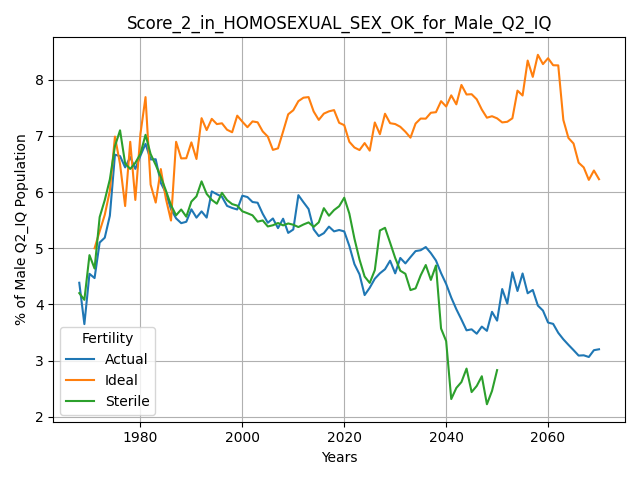 Score_2_in_HOMOSEXUAL_SEX_OK_for_Male_Q2_IQ
% of Male Q2_IQ Population
8
7
6
5
4
3
2
Fertility
Actual
Ideal
Sterile
1980 2000 2020 2040 2060
Years